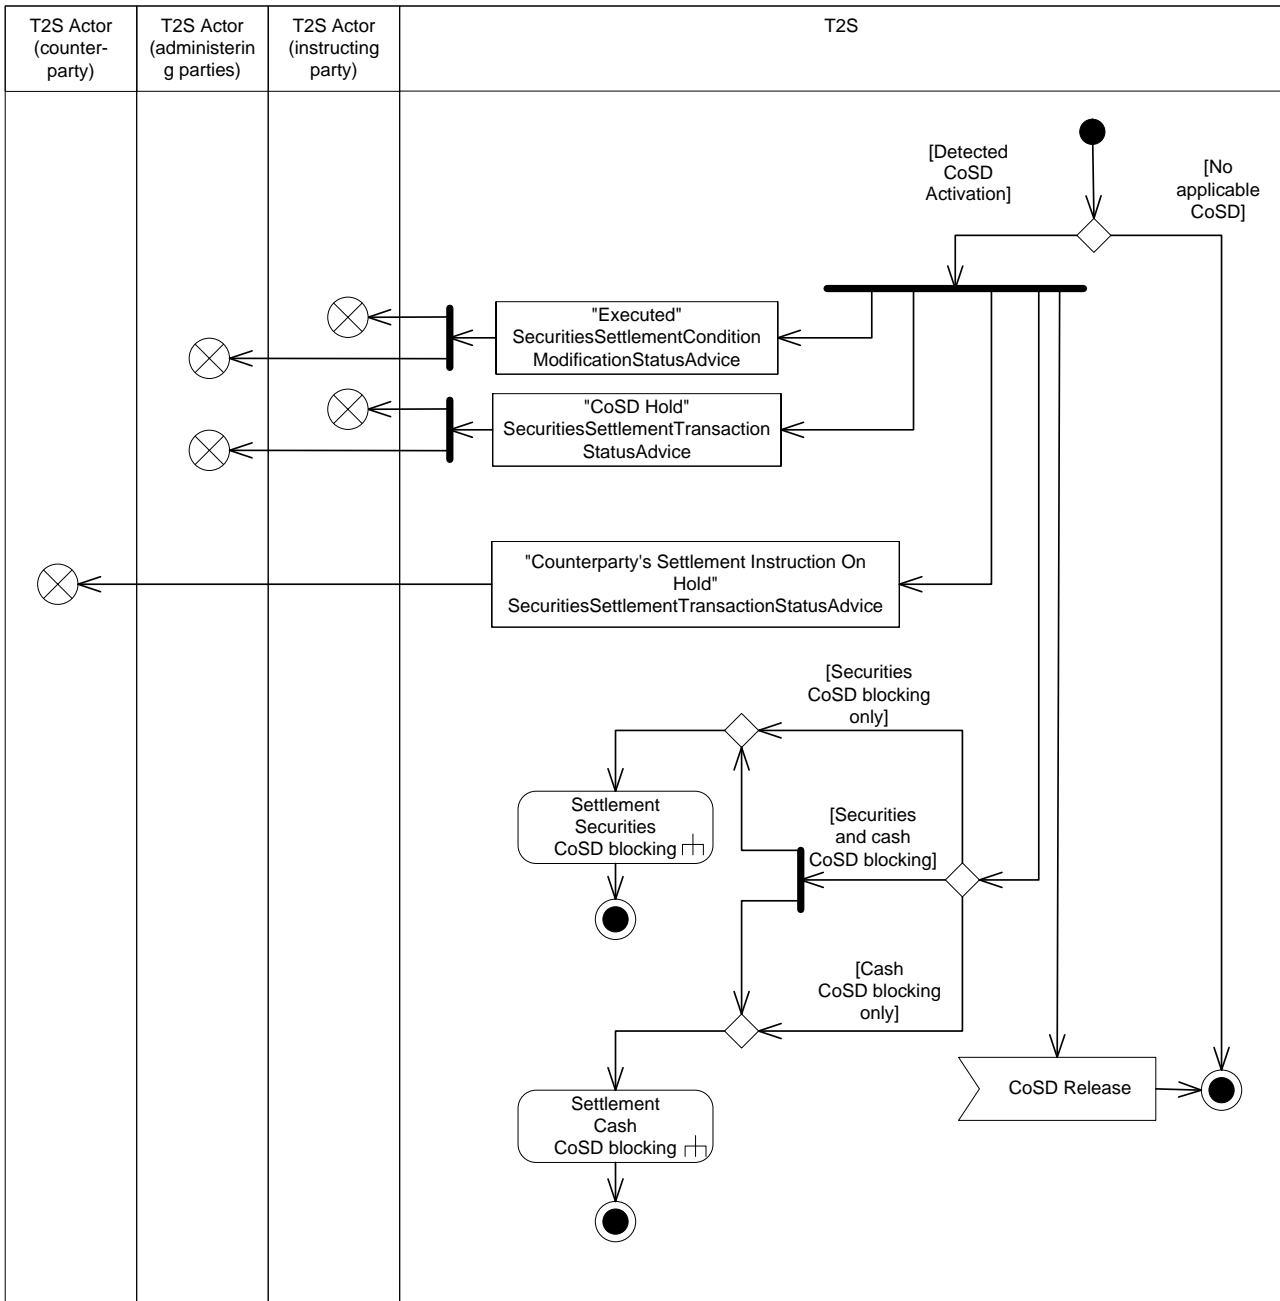 T2S Actor
(counter-
party)
T2S Actor
(administerin
g parties)
T2S Actor
(instructing
party)
T2S
[Detected
CoSD
Activation]
[No
applicable
CoSD]
"Executed"
SecuritiesSettlementCondition
ModificationStatusAdvice
"CoSD Hold"
SecuritiesSettlementTransaction
StatusAdvice
"Counterparty's Settlement Instruction On
Hold"
SecuritiesSettlementTransactionStatusAdvice
[Securities
CoSD blocking
only]
Settlement
Securities
CoSD blocking
[Securities
and cash
CoSD blocking]
[Cash
CoSD blocking
only]
CoSD Release
Settlement
Cash
CoSD blocking